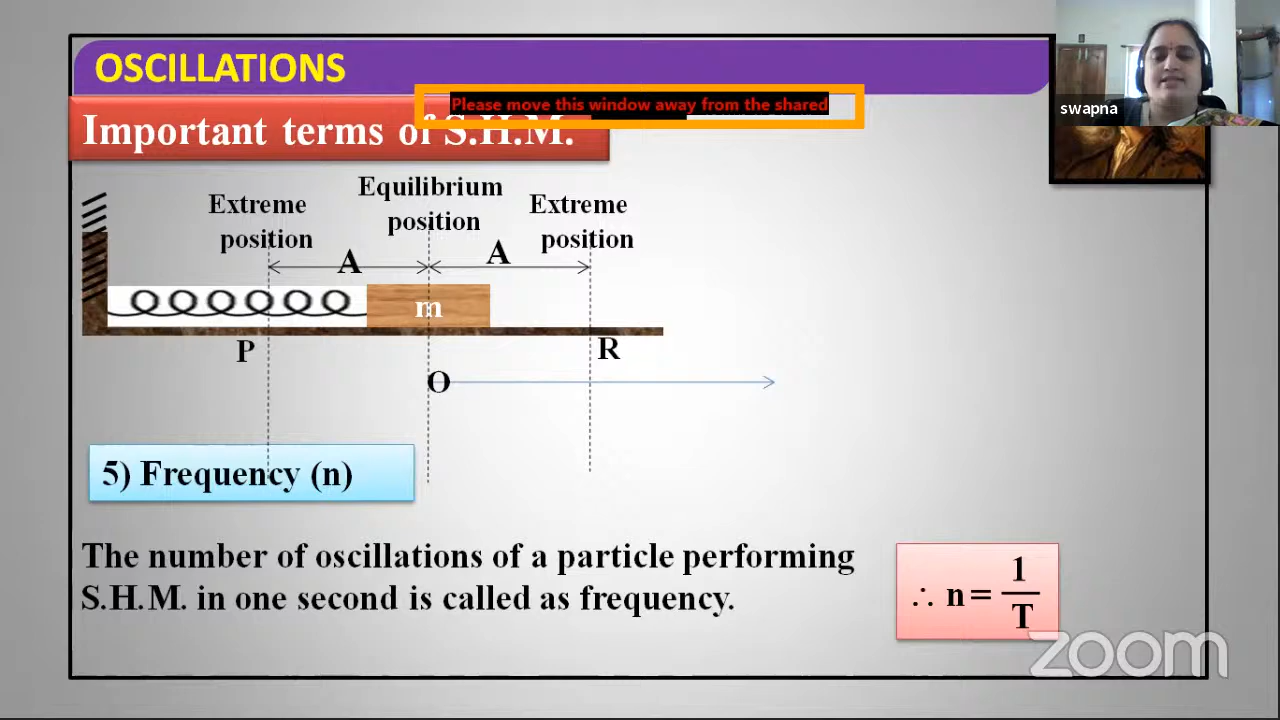 OSCILLATIONS
Please move this window away from the shared
Important terms of S.H.M.
swapna
Extreme position
Equilibrium position
Extreme position
A
A
m
P
R
O
5) Frequency (n)
The number of oscillations of a particle performing
S.H.M. in one second is called as frequency.
∴ n = 1/T
zoom